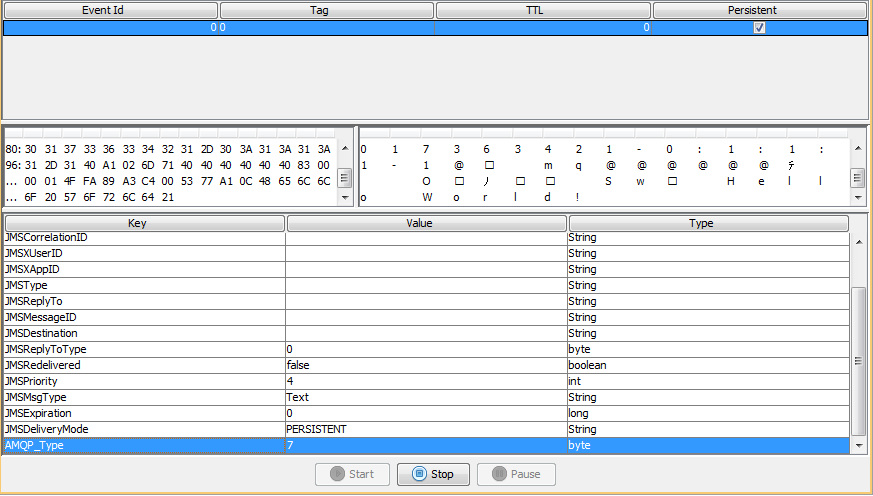 Event Id Tag TTL Persistent
0 0 0
80: 30 31 37 33 36 33 34 32 31 2D 30 3A 31 3A 31 3A
96: 31 2D 31 40 A1 02 6D 71 40 40 40 40 40 83 00
... 00 01 4F FA 89 A3 C4 00 53 77 A1 0C 48 65 6C 6C
... 6F 20 57 6F 72 6C 64 21
0 1 7 3 6 3 4 2 1 - 0 : 1 : 1 :
1 - 1 @ □ m q @ @ @ @ @ チ
O □ ノ □ □ S w □ H e l l
o W o r l d !
Key Value Type
JMSCorrelationID String
JMSXUserID String
JMSXAppID String
JMSType String
JMSReplyTo String
JMSMessageID String
JMSDestination String
JMSReplyToType 0 byte
JMSRedelivered false boolean
JMSPriority 4 int
JMSMsgType Text String
JMSExpiration 0 long
JMSDeliveryMode PERSISTENT String
AMQP_Type 7 byte
Start Stop Pause